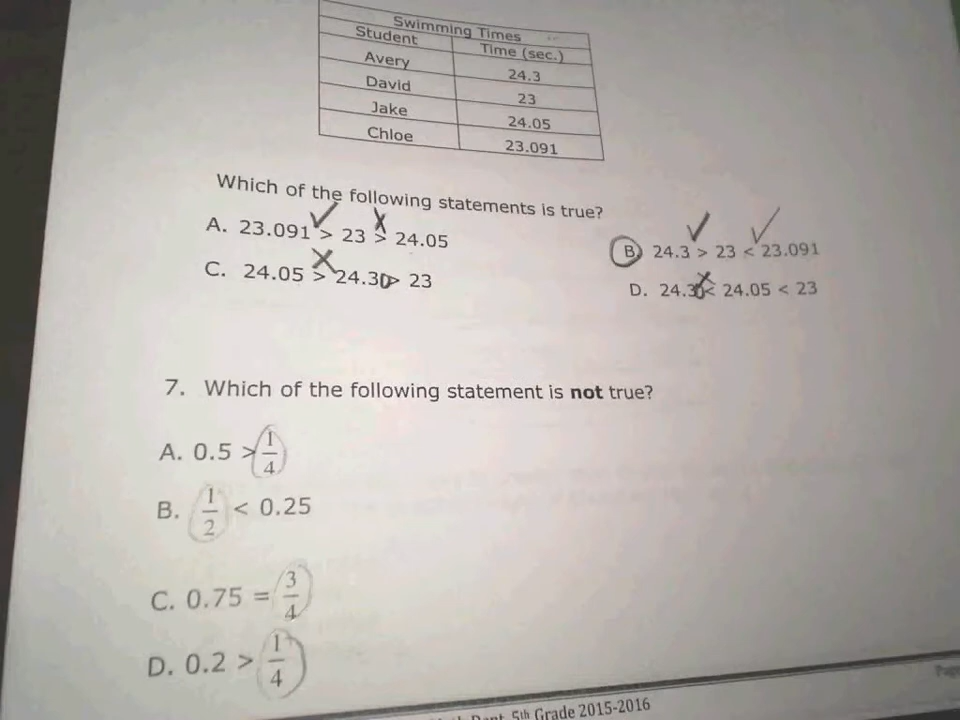 Swimming Times
Student Time (sec.)
Avery 24.3
David 23
Jake 24.05
Chloe 23.091
Which of the following statements is true?
A. 23.091 > 23 > 24.05
B. 24.3 > 23 < 23.091
C. 24.05 > 24.30 > 23
D. 24.30 < 24.05 < 23
7. Which of the following statement is not true?
A. 0.5 > 1/4
B. 1/2 < 0.25
C. 0.75 = 3/4
D. 0.2 > 1/4
5th Grade 2015-2016